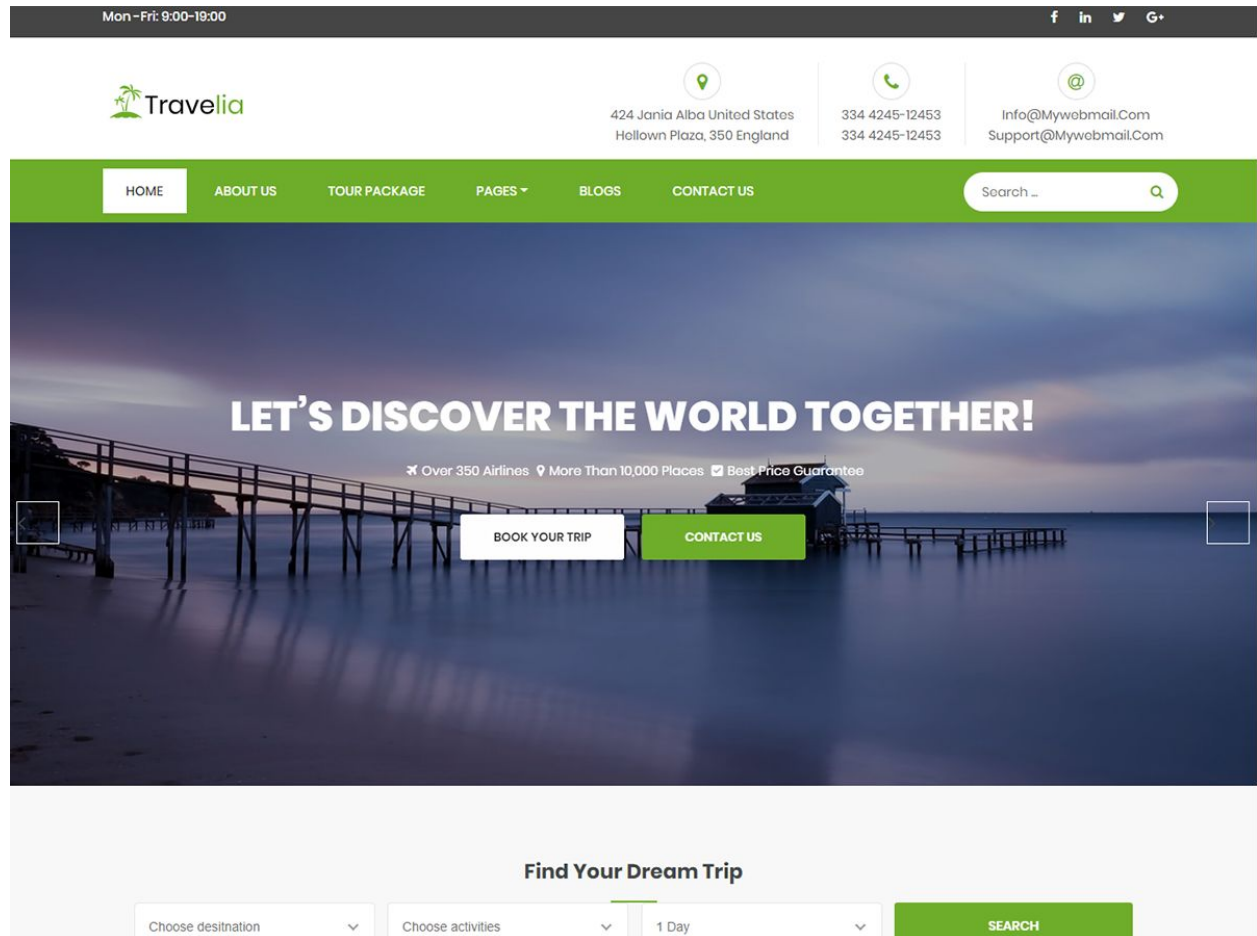 Mon-Fri: 9:00-19:00
f in G+
Travelia
424 Jania Alba United States
Hellown Plaza, 350 England
334 4245-12453
334 4245-12453
@
Info@Mywebmail.Com
Support@Mywebmail.Com
HOME ABOUT US TOUR PACKAGE PAGES BLOGS CONTACT US Search ...
LET'S DISCOVER THE WORLD TOGETHER!
Over 350 Airlines More Than 10,000 Places Best Price Guarantee
BOOK YOUR TRIP CONTACT US
Find Your Dream Trip
Choose desitnation Choose activities 1 Day SEARCH